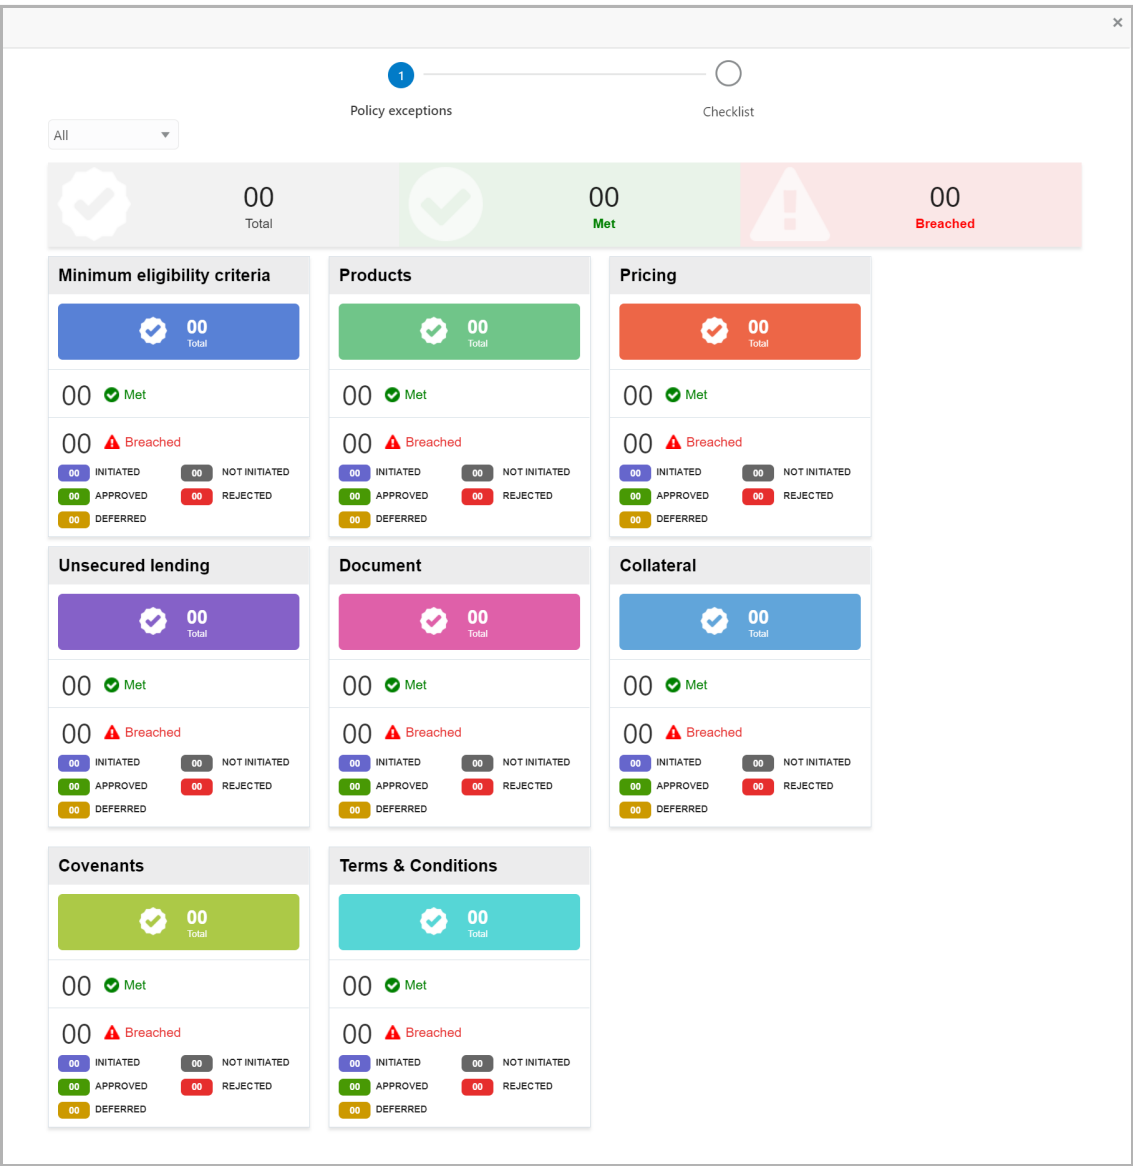 ×
1
Policy exceptions
Checklist
All
00
Total
00
Met
00
Breached
Minimum eligibility criteria
00
Total
00 Met
00 Breached
00 INITIATED 00 NOT INITIATED
00 APPROVED 00 REJECTED
00 DEFERRED
Products
00
Total
00 Met
00 Breached
00 INITIATED 00 NOT INITIATED
00 APPROVED 00 REJECTED
00 DEFERRED
Pricing
00
Total
00 Met
00 Breached
00 INITIATED 00 NOT INITIATED
00 APPROVED 00 REJECTED
00 DEFERRED
Unsecured lending
00
Total
00 Met
00 Breached
00 INITIATED 00 NOT INITIATED
00 APPROVED 00 REJECTED
00 DEFERRED
Document
00
Total
00 Met
00 Breached
00 INITIATED 00 NOT INITIATED
00 APPROVED 00 REJECTED
00 DEFERRED
Collateral
00
Total
00 Met
00 Breached
00 INITIATED 00 NOT INITIATED
00 APPROVED 00 REJECTED
00 DEFERRED
Covenants
00
Total
00 Met
00 Breached
00 INITIATED 00 NOT INITIATED
00 APPROVED 00 REJECTED
00 DEFERRED
Terms & Conditions
00
Total
00 Met
00 Breached
00 INITIATED 00 NOT INITIATED
00 APPROVED 00 REJECTED
00 DEFERRED